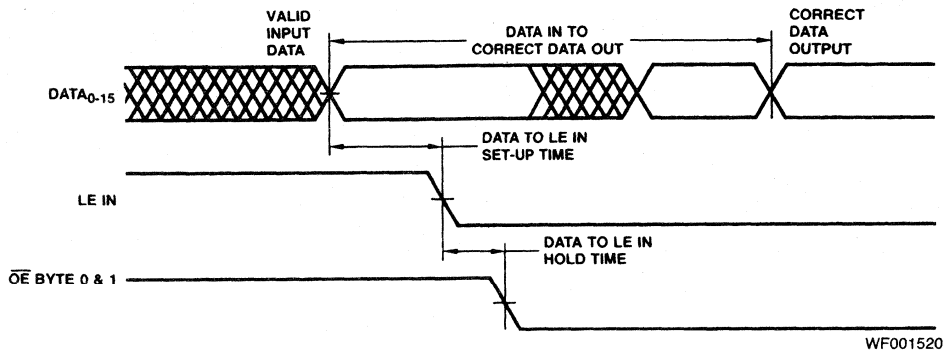 VALID
INPUT
DATA
DATA IN TO
CORRECT DATA OUT
CORRECT
DATA
OUTPUT
DATA₀₋₁₅
DATA TO LE IN
SET-UP TIME
LE IN
DATA TO LE IN
HOLD TIME
O̅E̅ BYTE 0 & 1
WF001520